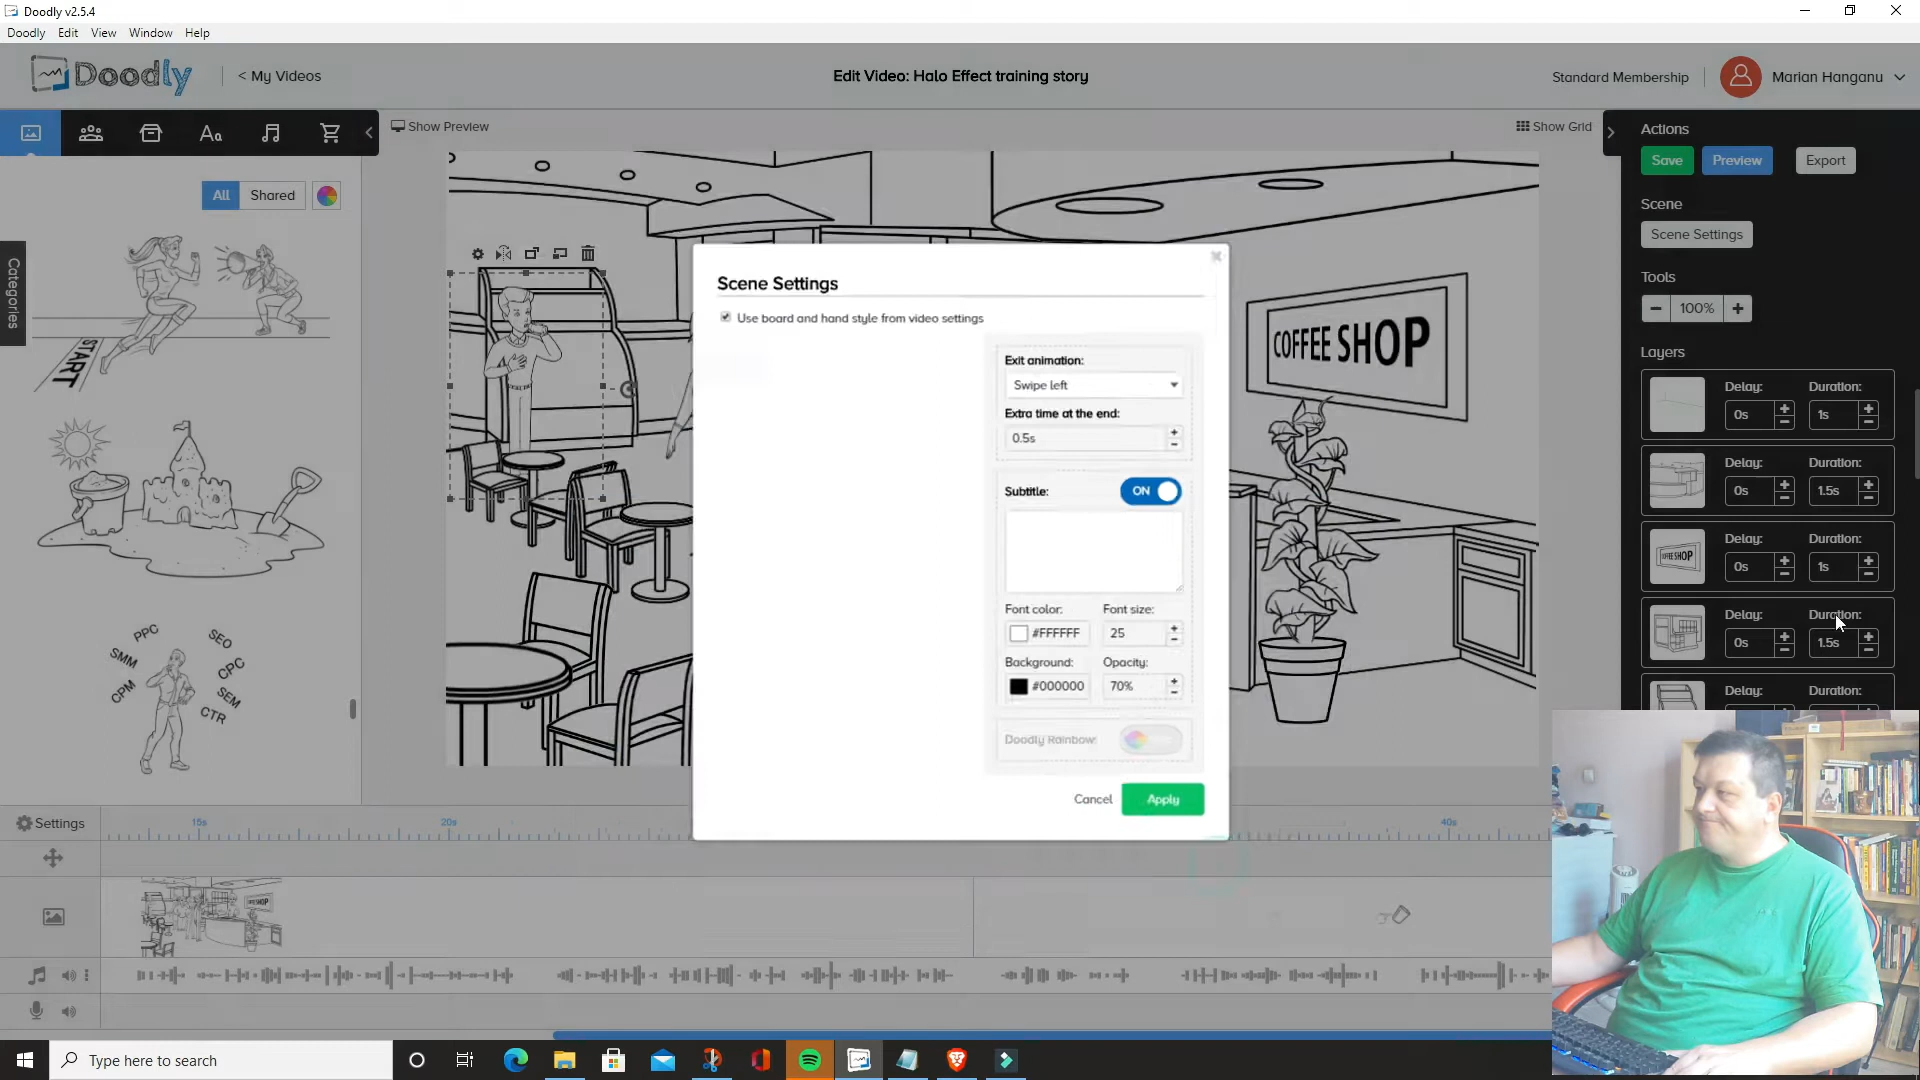 Doodly v2.5.4
Doodly Edit View Window Help
Doodly
< My Videos
Edit Video: Halo Effect training story
Standard Membership
Marian Hanganu
Aa
Show Preview
Show Grid
Actions
Save Preview Export
All Shared
Scene
Scene Settings
Tools
100%
Categories
START
Scene Settings
Use board and hand style from video settings
Exit animation:
Swipe left
Extra time at the end:
0.5s
Subtitle: ON
Font color: Font size:
#FFFFFF 25
Background: Opacity:
#000000 70%
Doodly Rainbow:
Cancel Apply
COFFEE SHOP
Layers
Delay: Duration:
0s 1s
Delay: Duration:
0s 1.5s
COFFEE SHOP
Delay: Duration:
0s 1s
Delay: Duration:
0s 1.5s
Delay: Duration:
PPC SEO
SMM CPC
CPM SEM
CTR
Settings
15s 20s 40s
COFFEE SHOP
Type here to search